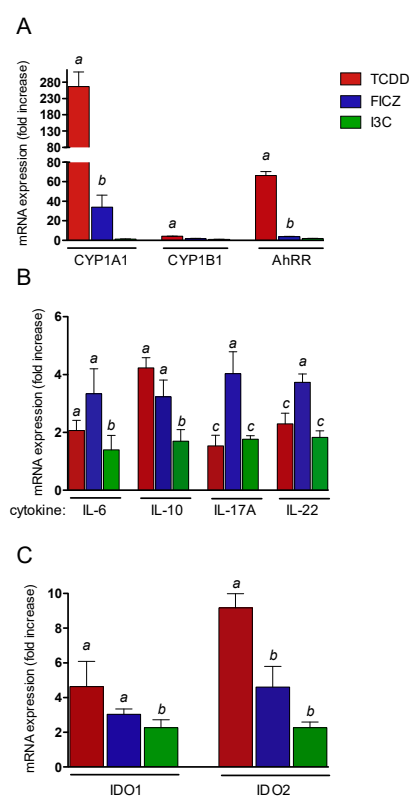 A
mRNA expression (fold increase)
280
230
180
130
80
80
60
40
20
0
a
b
a
a
b
CYP1A1 CYP1B1 AhRR
TCDD
FICZ
I3C
B
mRNA expression (fold increase)
6
4
2
0
a a b
a a b
c a c
c a c
cytokine: IL-6 IL-10 IL-17A IL-22
C
mRNA expression (fold increase)
10
8
6
4
2
0
a a b
a b b
IDO1 IDO2